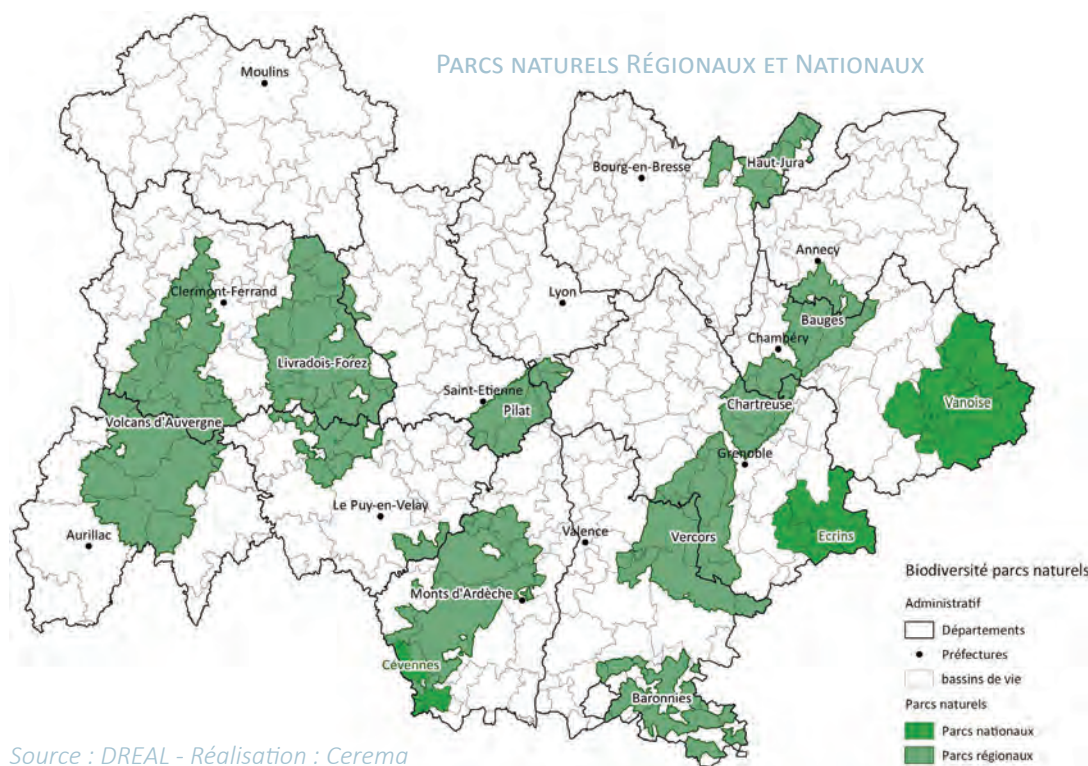 PARCS NATURELS RÉGIONAUX ET NATIONAUX
Moulins
Bourg-en-Bresse
Haut-Jura
Annecy
Clermont-Ferrand
Lyon
Bauges
Chambéry
Livradois-Forez
Saint-Etienne
Pilat
Chartreuse
Vanoise
Volcans d'Auvergne
Grenoble
Le Puy-en-Velay
Aurillac
Valence
Vercors
Ecrins
Monts d'Ardèche
Cévennes
Baronnies
Biodiversité parcs naturels
Administratif
Départements
Préfectures
bassins de vie
Parcs naturels
Parcs nationaux
Parcs régionaux
Source : DREAL - Réalisation : Cerema